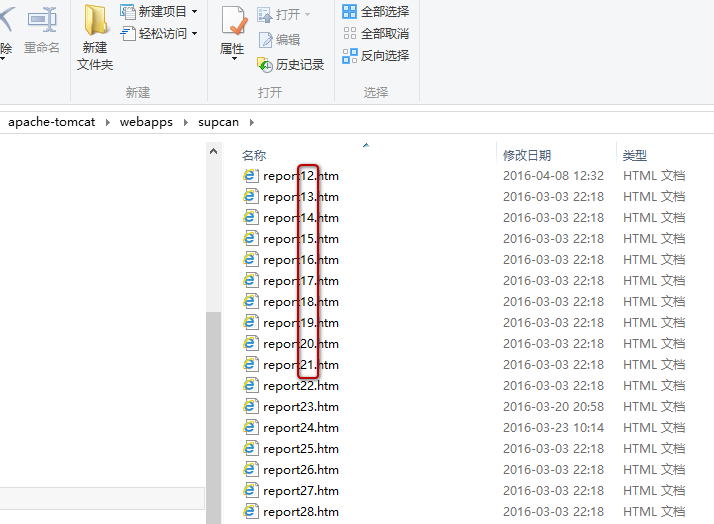 除
重命名
新建
文件夹
新建项目
轻松访问
新建
属性
打开
编辑
历史记录
打开
全部选择
全部取消
反向选择
选择
apache-tomcat webapps supcan
名称 修改日期 类型
report12.htm 2016-04-08 12:32 HTML 文档
report13.htm 2016-03-03 22:18 HTML 文档
report14.htm 2016-03-03 22:18 HTML 文档
report15.htm 2016-03-03 22:18 HTML 文档
report16.htm 2016-03-03 22:18 HTML 文档
report17.htm 2016-03-03 22:18 HTML 文档
report18.htm 2016-03-03 22:18 HTML 文档
report19.htm 2016-03-03 22:18 HTML 文档
report20.htm 2016-03-03 22:18 HTML 文档
report21.htm 2016-03-03 22:18 HTML 文档
report22.htm 2016-03-03 22:18 HTML 文档
report23.htm 2016-03-20 20:58 HTML 文档
report24.htm 2016-03-23 10:14 HTML 文档
report25.htm 2016-03-03 22:18 HTML 文档
report26.htm 2016-03-03 22:18 HTML 文档
report27.htm 2016-03-03 22:18 HTML 文档
report28.htm 2016-03-03 22:18 HTML 文档